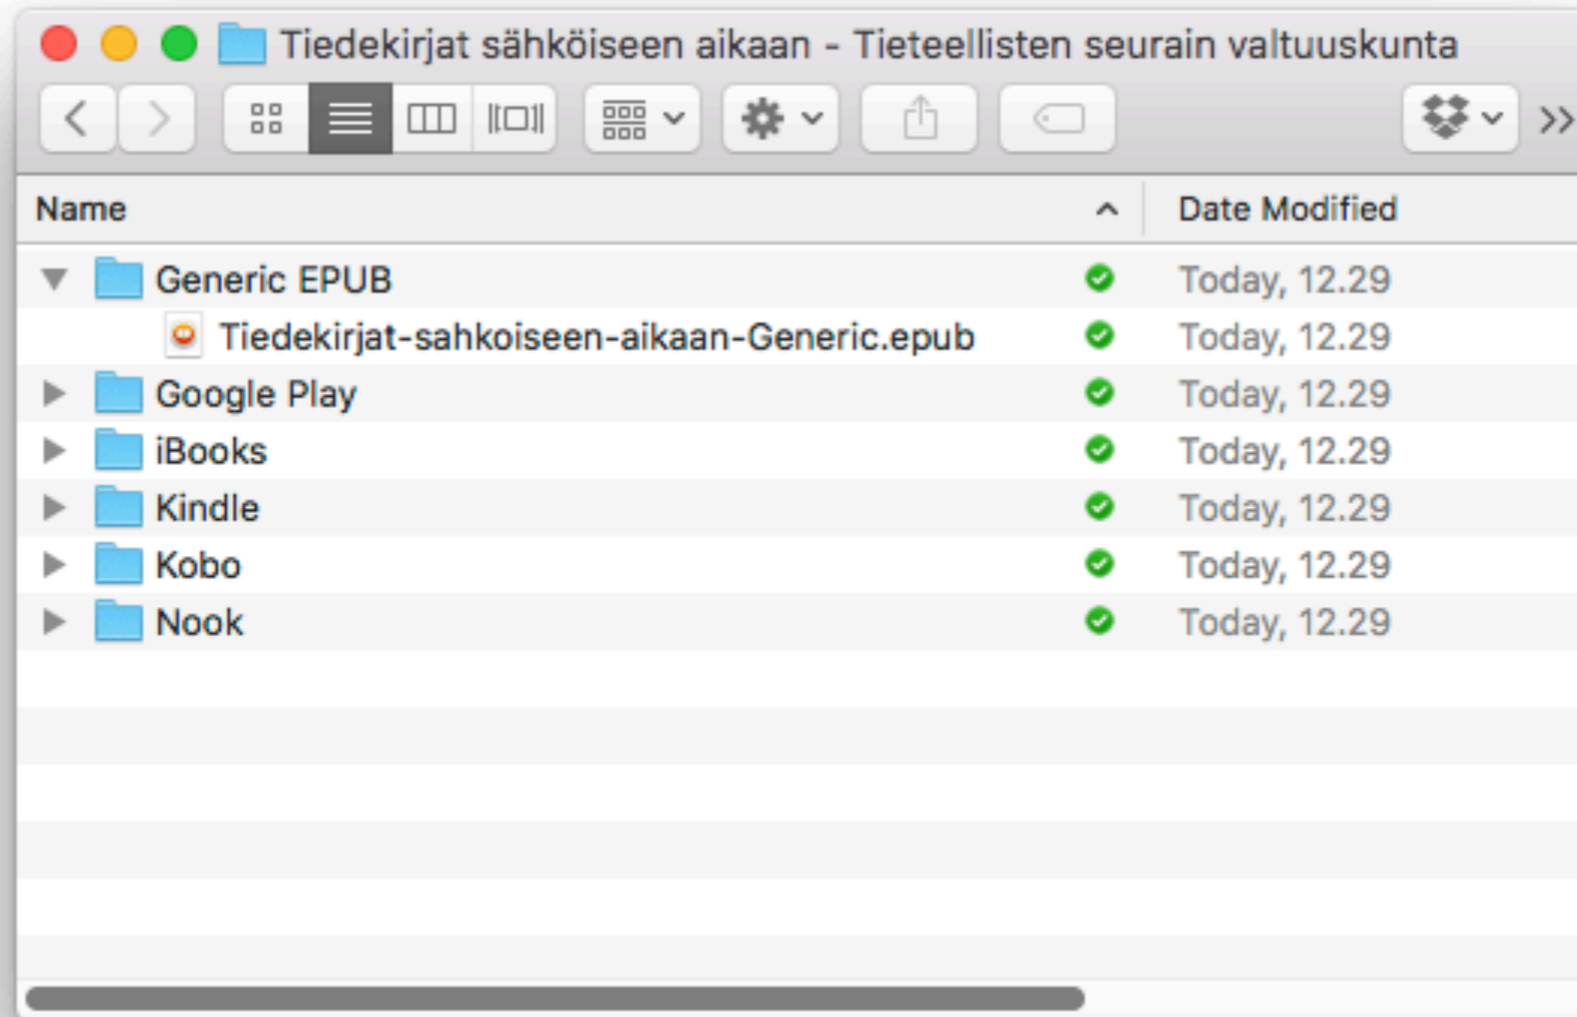 Tiedekirjat sähköiseen aikaan - Tieteellisten seurain valtuuskunta
Name Date Modified
Generic EPUB Today, 12.29
Tiedekirjat-sahkoiseen-aikaan-Generic.epub Today, 12.29
Google Play Today, 12.29
iBooks Today, 12.29
Kindle Today, 12.29
Kobo Today, 12.29
Nook Today, 12.29